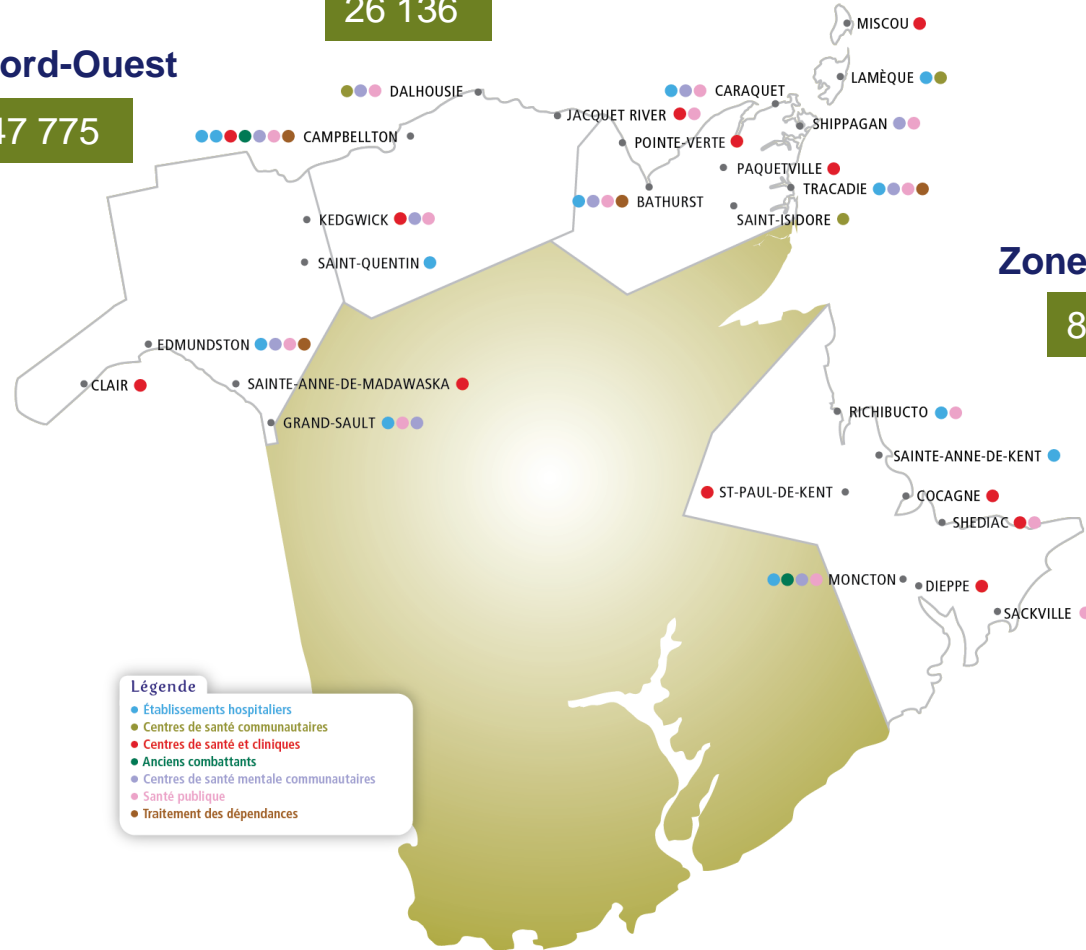 26 136
ord-Ouest
47 775
MISCOU
LAMÈQUE
DALHOUSIE
CARAQUET
JACQUET RIVER
SHIPPAGAN
CAMPBELLTON
POINTE-VERTE
PAQUETVILLE
TRACADIE
BATHURST
KEDGWICK
SAINT-ISIDORE
SAINT-QUENTIN
Zone
8
EDMUNDSTON
CLAIR
SAINTE-ANNE-DE-MADAWASKA
GRAND-SAULT
RICHIBUCTO
SAINTE-ANNE-DE-KENT
ST-PAUL-DE-KENT
COCAGNE
SHEDIAC
MONCTON
DIEPPE
SACKVILLE
Légende
Établissements hospitaliers
Centres de santé communautaires
Centres de santé et cliniques
Anciens combattants
Centres de santé mentale communautaires
Santé publique
Traitement des dépendances